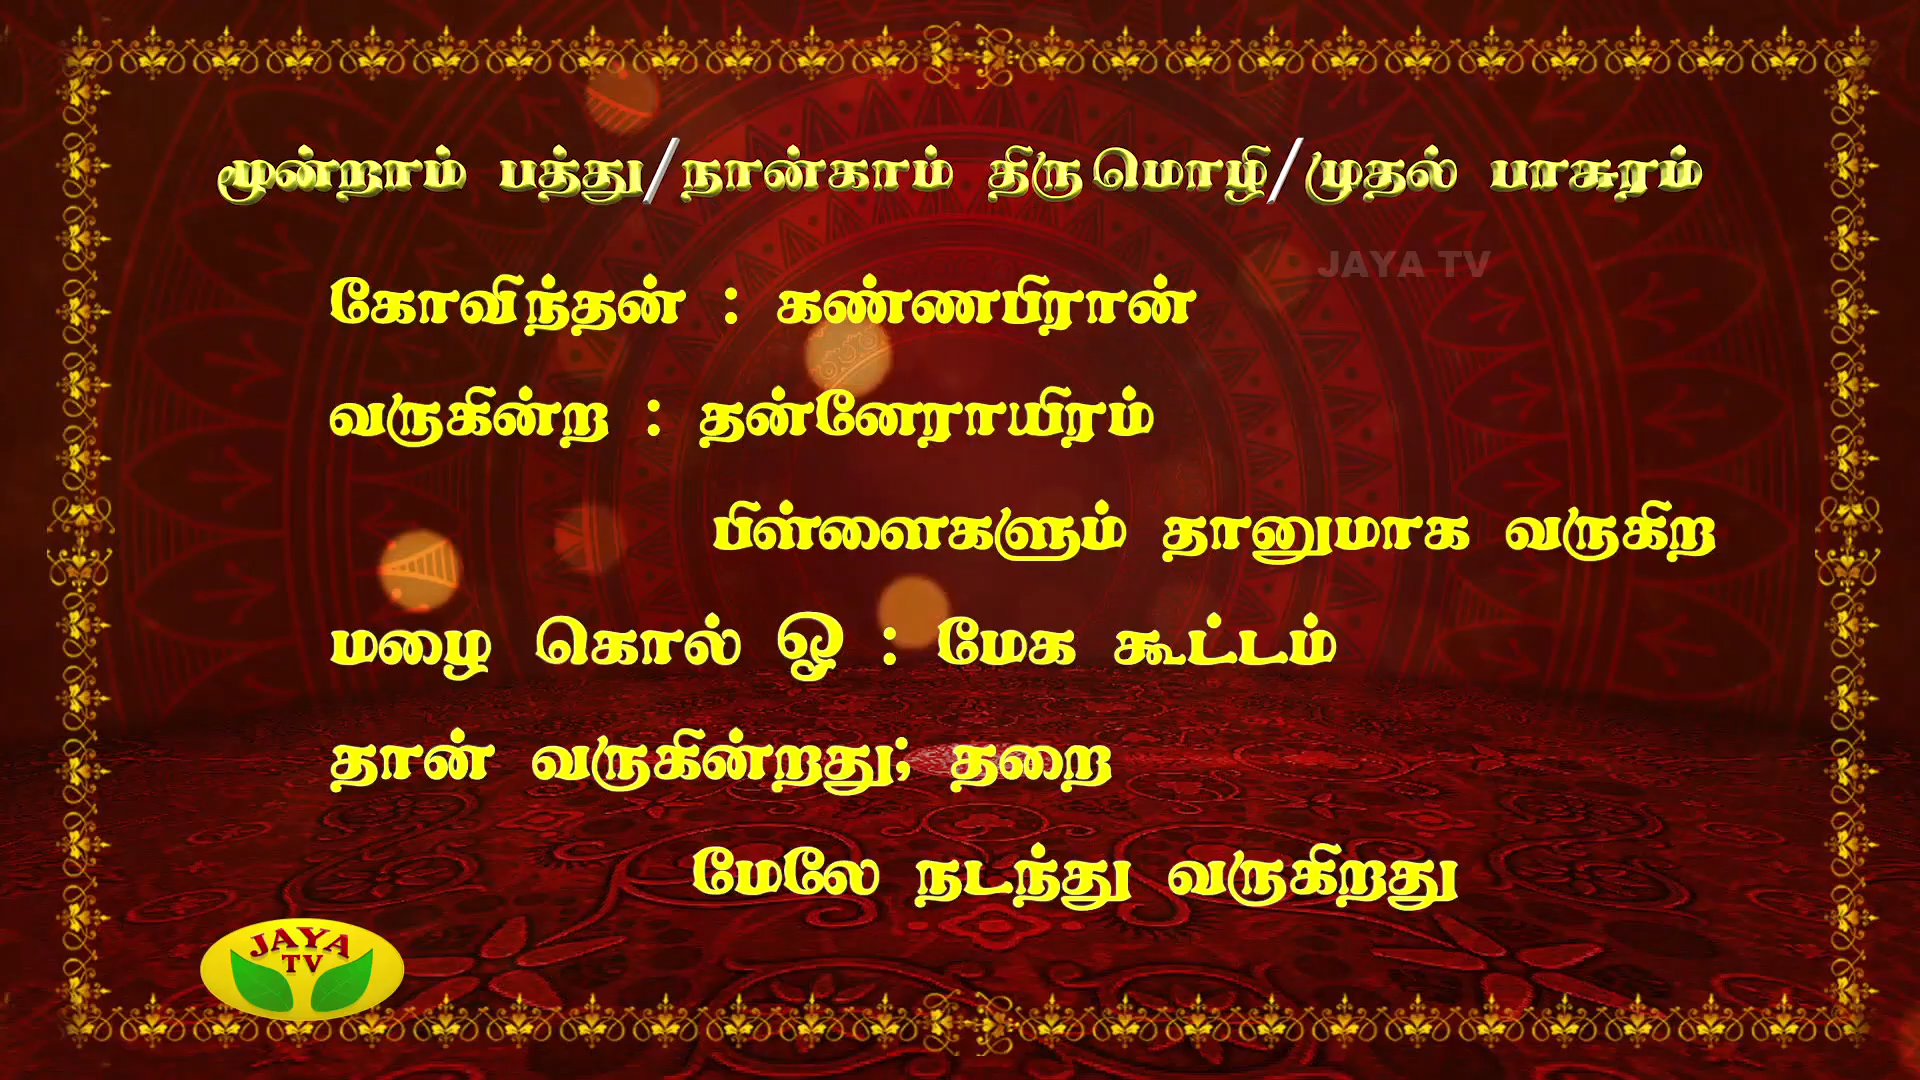 மூன்றாம் பத்து/நான்காம் திருமொழி/முதல் பாசுரம்
JAYA TV
கோவிந்தன் : கண்ணபிரான்
வருகின்ற : தன்னேராயிரம்
பிள்ளைகளும் தானுமாக வருகிற
மழை கொல் ஓ : மேக கூட்டம்
தான் வருகின்றது; தறை
மேலே நடந்து வருகிறது
JAYA
TV